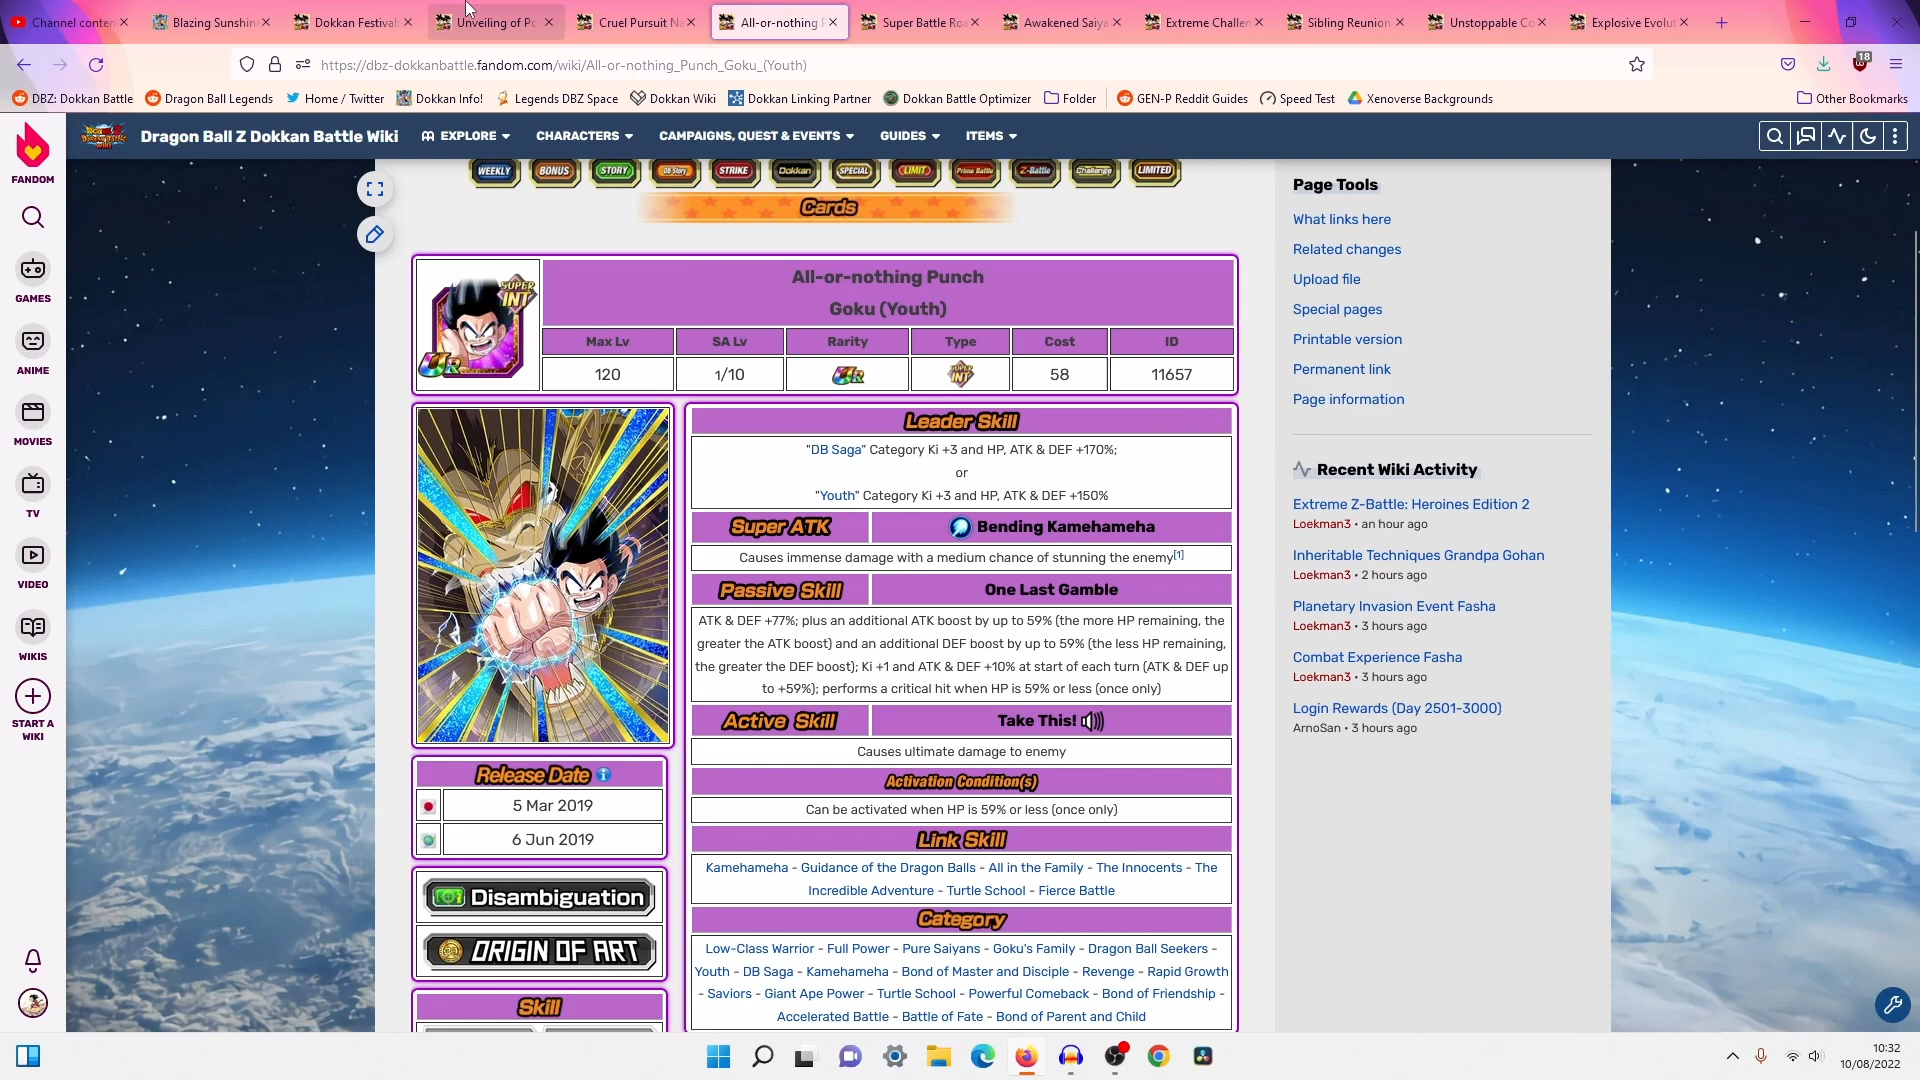 Channel conten
Blazing Sunshin
Dokkan Festival
Unveiling of Po
Cruel Pursuit Na
All-or-nothing P
Super Battle Roa
Awakened Saiya
Extreme Challen
Sibling Reunion
Unstoppable Co
Explosive Evolut
https://dbz-dokkanbattle.fandom.com/wiki/All-or-nothing_Punch_Goku_(Youth)
18
DBZ: Dokkan Battle
Dragon Ball Legends
Home / Twitter
Dokkan Info!
Legends DBZ Space
Dokkan Wiki
Dokkan Linking Partner
Dokkan Battle Optimizer
Folder
GEN-P Reddit Guides
Speed Test
Xenoverse Backgrounds
Other Bookmarks
Dragon Ball Z Dokkan Battle Wiki
EXPLORE
CHARACTERS
CAMPAIGNS, QUEST & EVENTS
GUIDES
ITEMS
FANDOM
GAMES
ANIME
MOVIES
TV
VIDEO
WIKIS
START A
WIKI
WEEKLY
BONUS
STORY
DB Story
STRIKE
Dokkan
SPECIAL
LIMIT
Prime Battle
Z-Battle
Challenge
LIMITED
Cards
SUPER
INT
UR
All-or-nothing Punch
Goku (Youth)
Max Lv
SA Lv
Rarity
Type
Cost
ID
120
1/10
UR
SUPER
INT
58
11657
Leader Skill
"DB Saga" Category Ki +3 and HP, ATK & DEF +170%;
or
"Youth" Category Ki +3 and HP, ATK & DEF +150%
Super ATK
Bending Kamehameha
Causes immense damage with a medium chance of stunning the enemy[1]
Passive Skill
One Last Gamble
ATK & DEF +77%; plus an additional ATK boost by up to 59% (the more HP remaining, the
greater the ATK boost) and an additional DEF boost by up to 59% (the less HP remaining,
the greater the DEF boost); Ki +1 and ATK & DEF +10% at start of each turn (ATK & DEF up
to +59%); performs a critical hit when HP is 59% or less (once only)
Active Skill
Take This!
Causes ultimate damage to enemy
Activation Condition(s)
Can be activated when HP is 59% or less (once only)
Link Skill
Kamehameha - Guidance of the Dragon Balls - All in the Family - The Innocents - The
Incredible Adventure - Turtle School - Fierce Battle
Category
Low-Class Warrior - Full Power - Pure Saiyans - Goku's Family - Dragon Ball Seekers -
Youth - DB Saga - Kamehameha - Bond of Master and Disciple - Revenge - Rapid Growth
- Saviors - Giant Ape Power - Turtle School - Powerful Comeback - Bond of Friendship -
Accelerated Battle - Battle of Fate - Bond of Parent and Child
Release Date
5 Mar 2019
6 Jun 2019
Disambiguation
ORIGIN OF ART
Skill
Page Tools
What links here
Related changes
Upload file
Special pages
Printable version
Permanent link
Page information
Recent Wiki Activity
Extreme Z-Battle: Heroines Edition 2
Loekman3 • an hour ago
Inheritable Techniques Grandpa Gohan
Loekman3 • 2 hours ago
Planetary Invasion Event Fasha
Loekman3 • 3 hours ago
Combat Experience Fasha
Loekman3 • 3 hours ago
Login Rewards (Day 2501-3000)
ArnoSan • 3 hours ago
10:32
10/08/2022